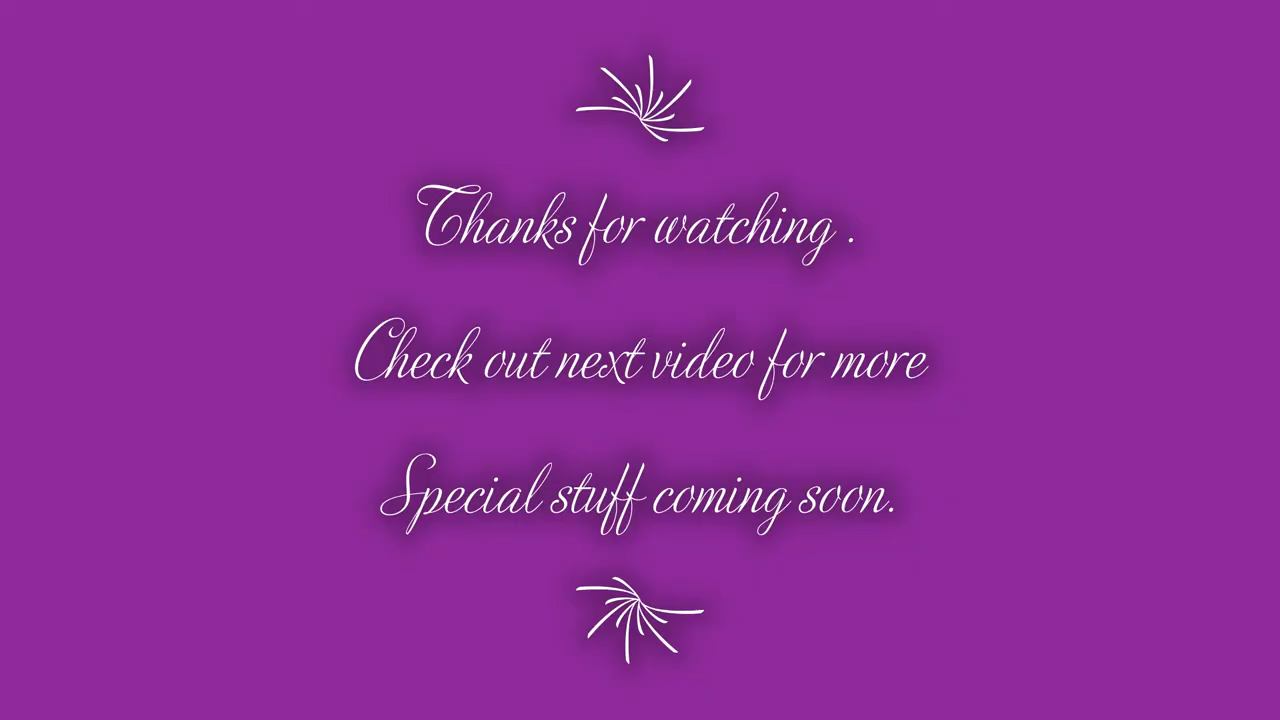 Thanks for watching .
Check out next video for more
Special stuff coming soon.